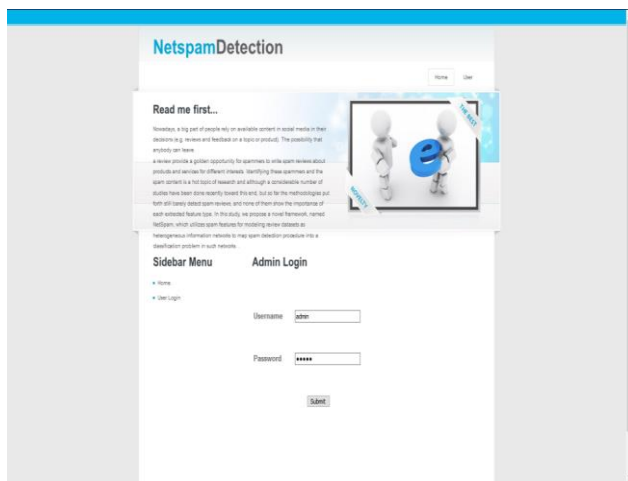 NetspamDetection
Home User
Read me first...
Nowadays, a big part of people rely on available content in social media in their
decisions (e.g. reviews and feedback on a topic or product). The possibility that
anybody can leave
a review provide a golden opportunity for spammers to write spam reviews about
products and services for different interests. Identifying these spammers and the
spam content is a hot topic of research and although a considerable number of
studies have been done recently toward this end, but so far the methodologies put
forth still barely detect spam reviews, and none of them show the importance of
each extracted feature type. In this study, we propose a novel framework, named
NetSpam, which utilizes spam features for modeling review datasets as
heterogeneous information networks to map spam detection procedure into a
classification problem in such networks.
THE BEST
e
NOVELTY
Sidebar Menu
Home
User Login
Admin Login
Username admin
Password •••••
Submit